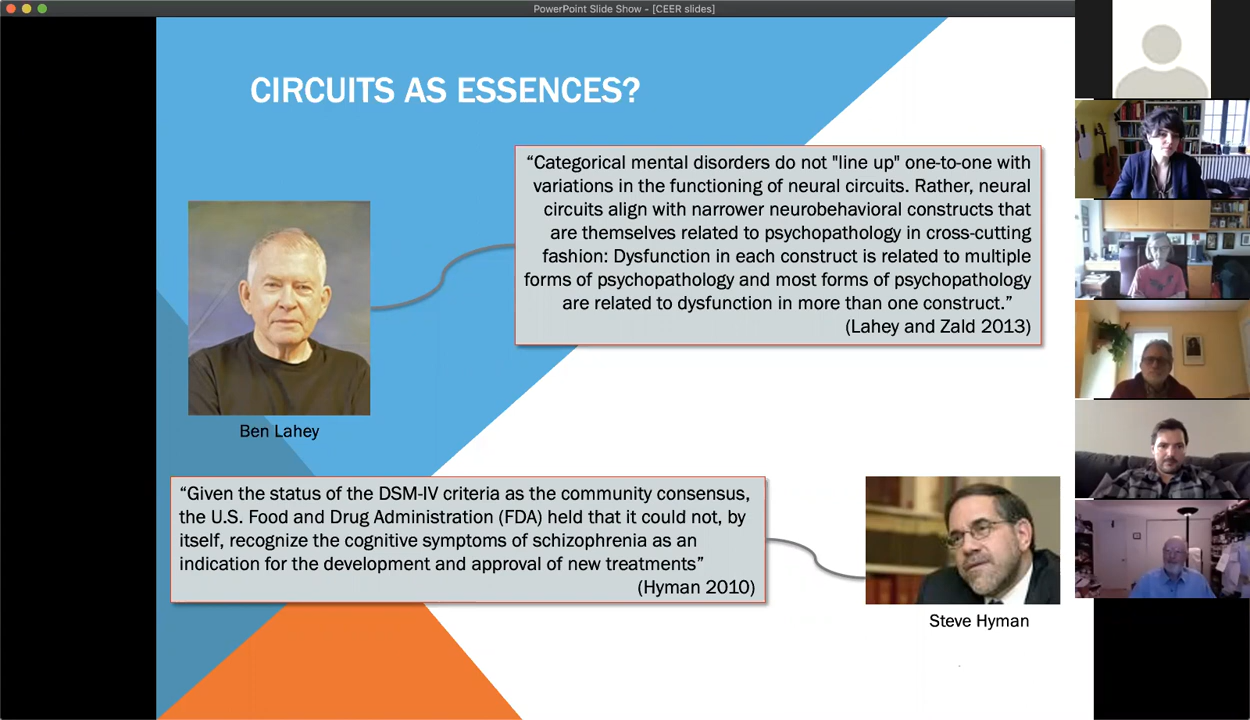 PowerPoint Slide Show - [CEER slides]
CIRCUITS AS ESSENCES?
“Categorical mental disorders do not "line up" one-to-one with
variations in the functioning of neural circuits. Rather, neural
circuits align with narrower neurobehavioral constructs that
are themselves related to psychopathology in cross-cutting
fashion: Dysfunction in each construct is related to multiple
forms of psychopathology and most forms of psychopathology
are related to dysfunction in more than one construct.”
(Lahey and Zald 2013)
Ben Lahey
“Given the status of the DSM-IV criteria as the community consensus,
the U.S. Food and Drug Administration (FDA) held that it could not, by
itself, recognize the cognitive symptoms of schizophrenia as an
indication for the development and approval of new treatments”
(Hyman 2010)
Steve Hyman